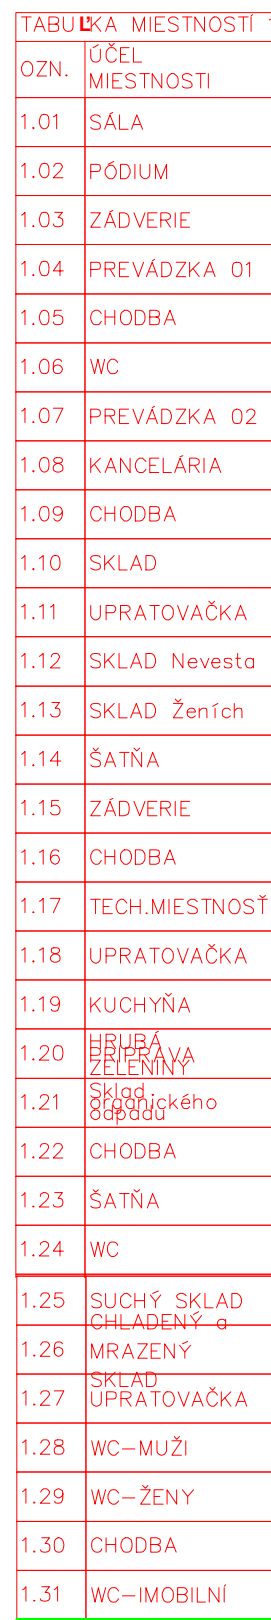 TABUĽKA MIESTNOSTÍ
OZN. ÚČEL
MIESTNOSTI
1.01 SÁLA
1.02 PÓDIUM
1.03 ZÁDVERIE
1.04 PREVÁDZKA 01
1.05 CHODBA
1.06 WC
1.07 PREVÁDZKA 02
1.08 KANCELÁRIA
1.09 CHODBA
1.10 SKLAD
1.11 UPRATOVAČKA
1.12 SKLAD Nevesta
1.13 SKLAD Ženích
1.14 ŠATŇA
1.15 ZÁDVERIE
1.16 CHODBA
1.17 TECH.MIESTNOSŤ
1.18 UPRATOVAČKA
1.19 KUCHYŇA
HRUBÁ
1.20 PRÍPRAVA
ZELENINY
Sklad
1.21 organického
odpadu
1.22 CHODBA
1.23 ŠATŇA
1.24 WC
1.25 SUCHÝ SKLAD
CHLADENÝ a
1.26 MRAZENÝ
SKLAD
1.27 UPRATOVAČKA
1.28 WC-MUŽI
1.29 WC-ŽENY
1.30 CHODBA
1.31 WC-IMOBILNÍ